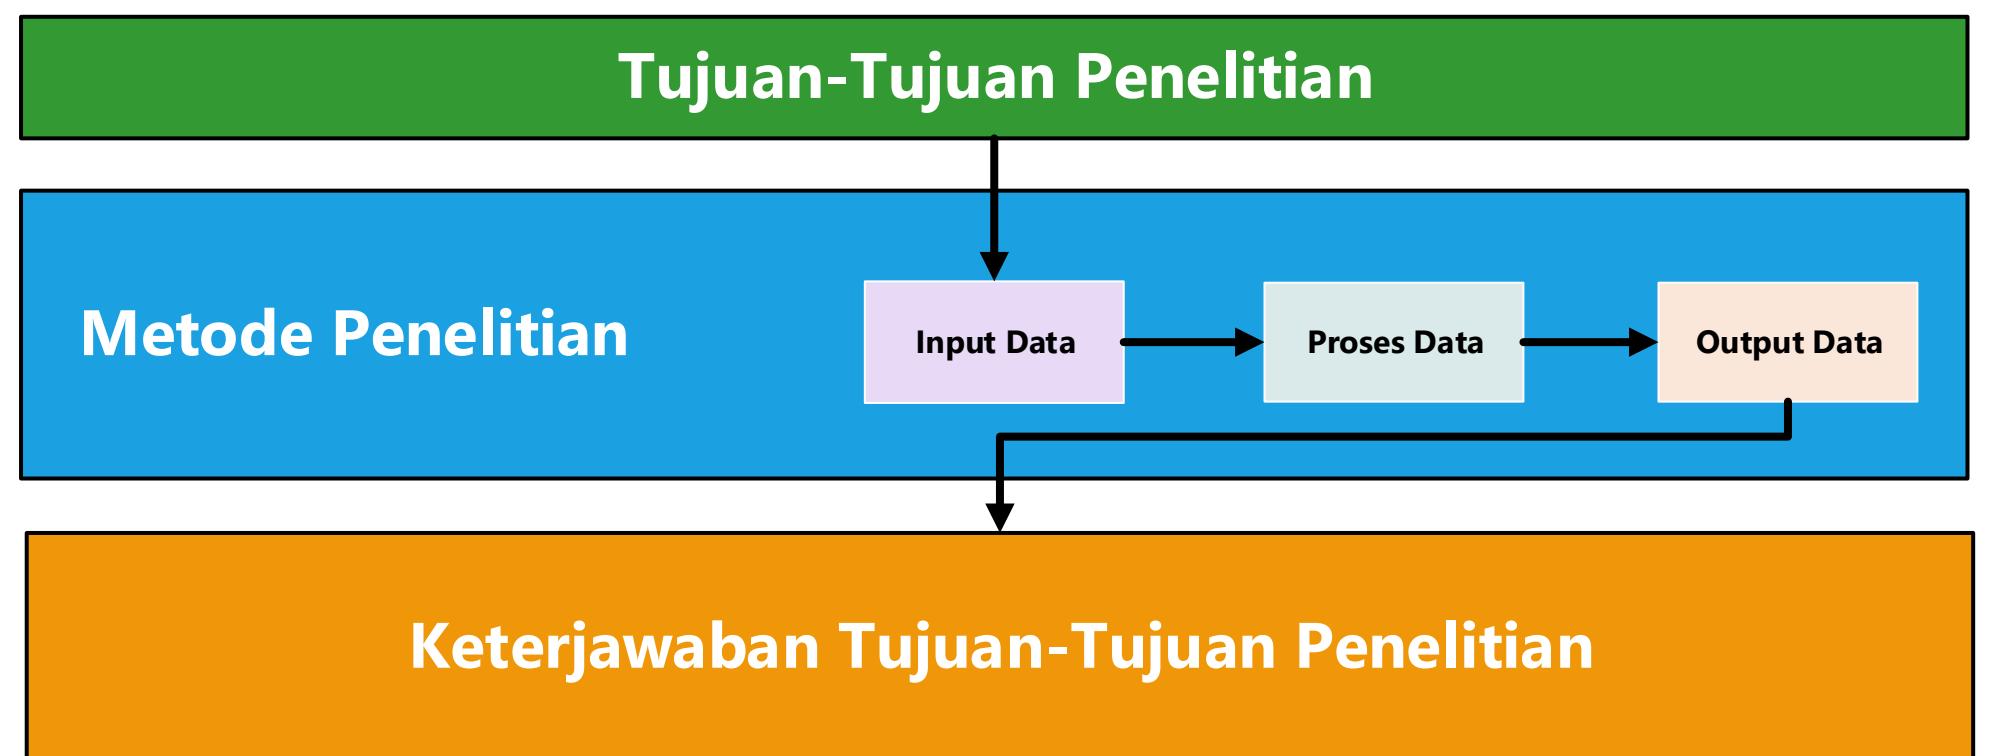 Tujuan-Tujuan Penelitian
Metode Penelitian
Input Data
Proses Data
Output Data
Keterjawaban Tujuan-Tujuan Penelitian